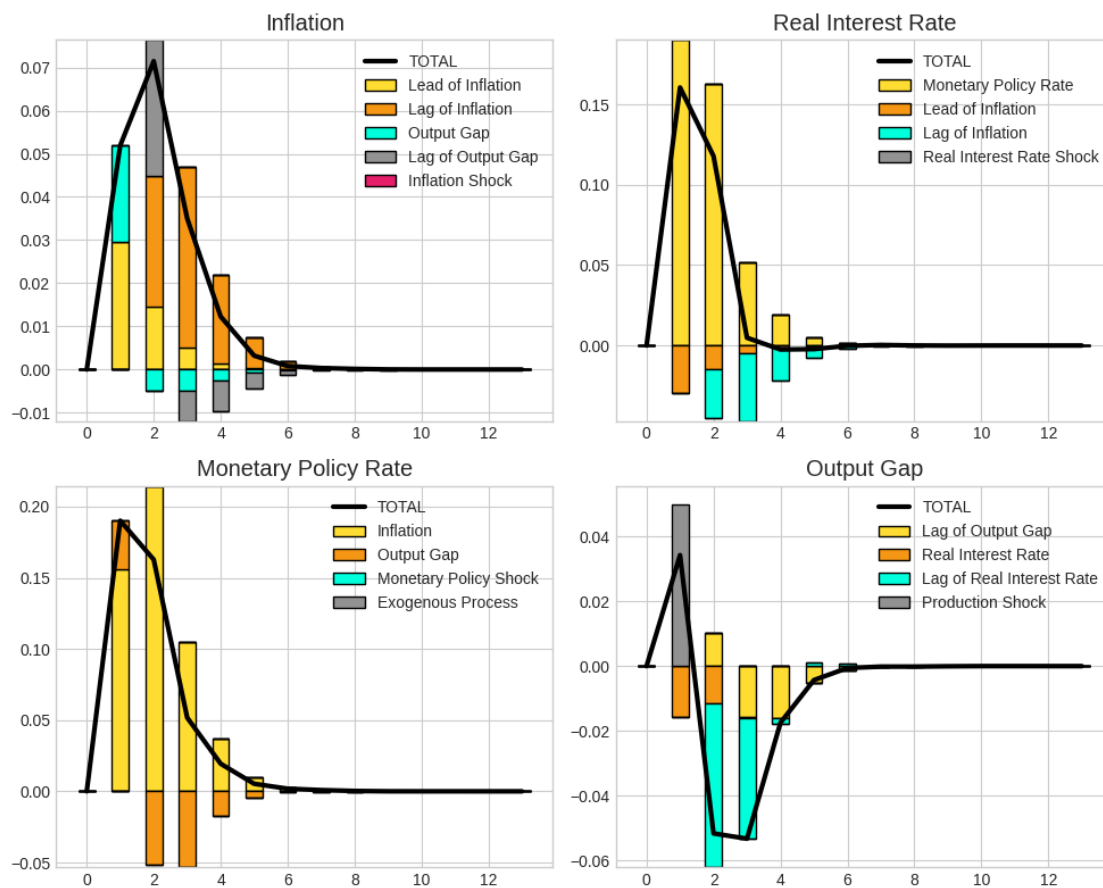 Inflation
0.07
0.06
0.05
0.04
0.03
0.02
0.01
0.00
−0.01
0 2 4 6 8 10 12
TOTAL
Lead of Inflation
Lag of Inflation
Output Gap
Lag of Output Gap
Inflation Shock
Real Interest Rate
0.15
0.10
0.05
0.00
0 2 4 6 8 10 12
TOTAL
Monetary Policy Rate
Lead of Inflation
Lag of Inflation
Real Interest Rate Shock
Monetary Policy Rate
0.20
0.15
0.10
0.05
0.00
−0.05
0 2 4 6 8 10 12
TOTAL
Inflation
Output Gap
Monetary Policy Shock
Exogenous Process
Output Gap
0.04
0.02
0.00
−0.02
−0.04
−0.06
0 2 4 6 8 10 12
TOTAL
Lag of Output Gap
Real Interest Rate
Lag of Real Interest Rate
Production Shock